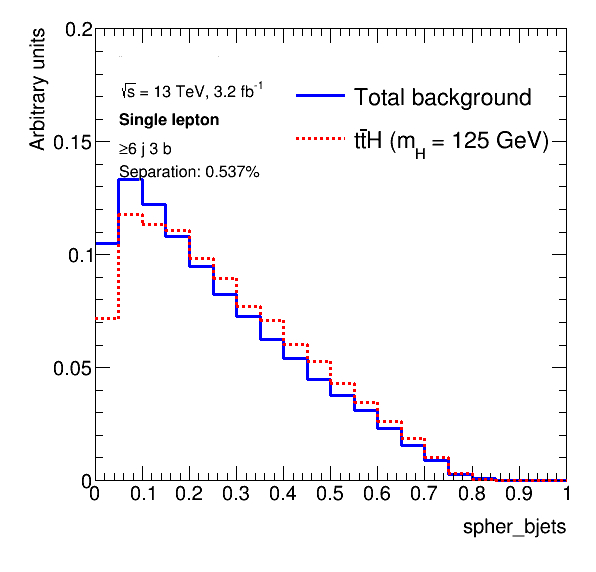 Arbitrary units
0.2
0.15
0.1
0.05
0
√s = 13 TeV, 3.2 fb⁻¹
Single lepton
≥6 j 3 b
Separation: 0.537%
Total background
tt̄H (m_H = 125 GeV)
0 0.1 0.2 0.3 0.4 0.5 0.6 0.7 0.8 0.9 1
spher_bjets